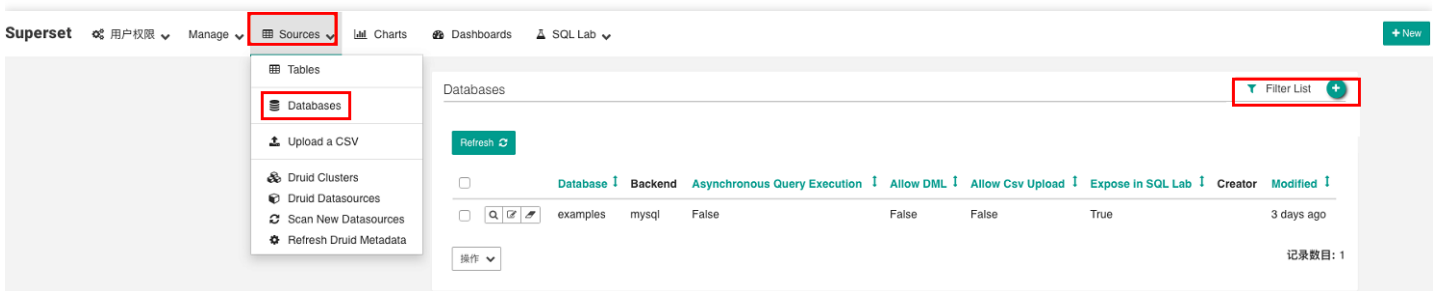 Superset 用户权限 Manage Sources Charts Dashboards SQL Lab + New
Tables
Databases
Upload a CSV
Druid Clusters
Druid Datasources
Scan New Datasources
Refresh Druid Metadata
Databases Filter List
Refresh
Database Backend Asynchronous Query Execution Allow DML Allow Csv Upload Expose in SQL Lab Creator Modified
examples mysql False False False True 3 days ago
操作 记录数目: 1